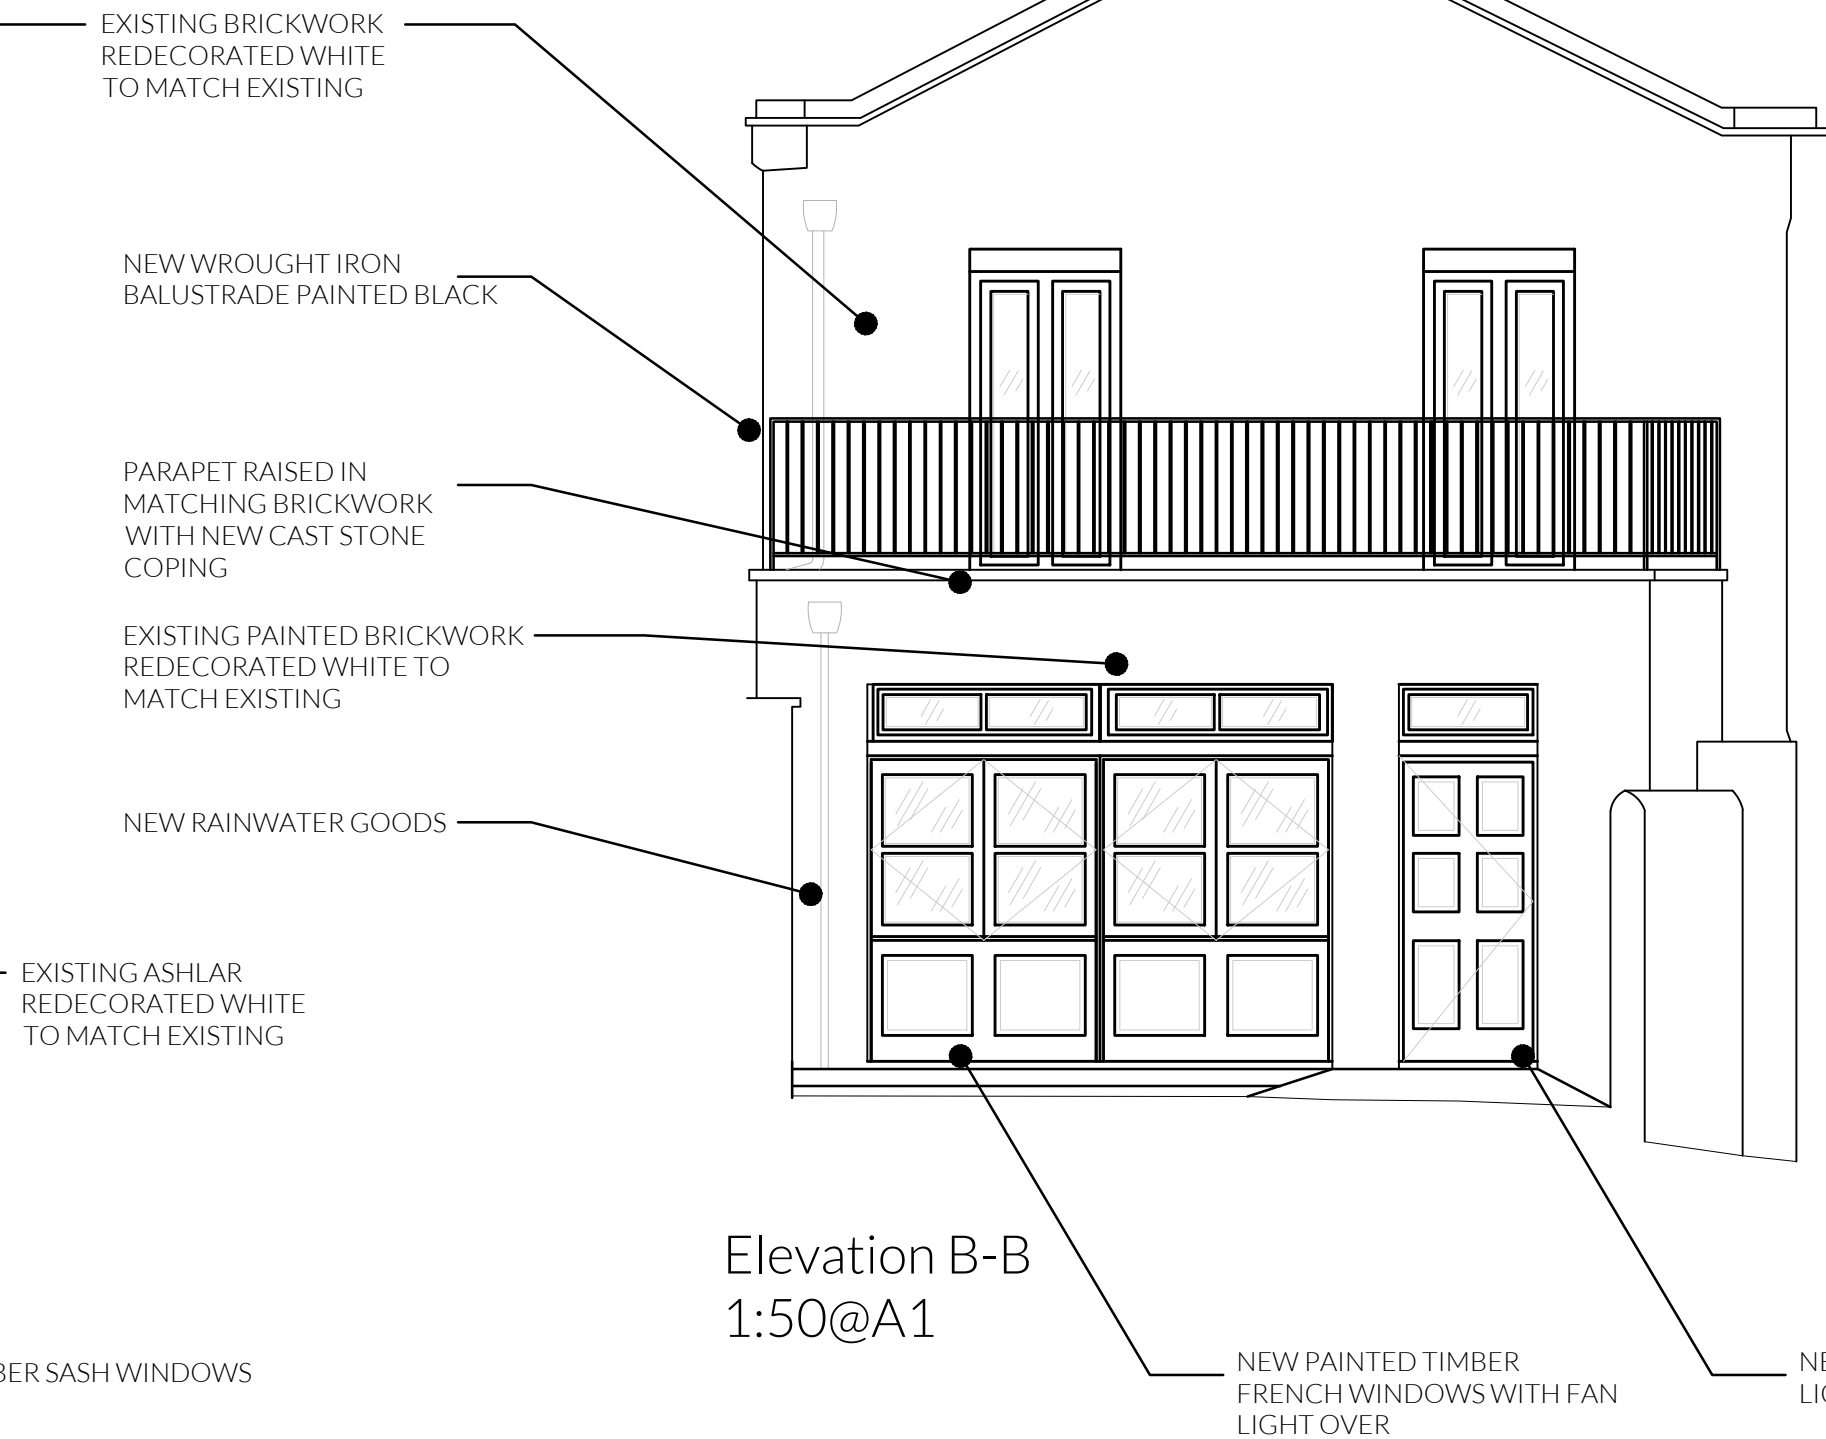 EXISTING BRICKWORK
REDECORATED WHITE
TO MATCH EXISTING
NEW WROUGHT IRON
BALUSTRADE PAINTED BLACK
PARAPET RAISED IN
MATCHING BRICKWORK
WITH NEW CAST STONE
COPING
EXISTING PAINTED BRICKWORK
REDECORATED WHITE TO
MATCH EXISTING
NEW RAINWATER GOODS
EXISTING ASHLAR
REDECORATED WHITE
TO MATCH EXISTING
Elevation B-B
1:50@A1
SASH WINDOWS
NEW PAINTED TIMBER
FRENCH WINDOWS WITH FAN
LIGHT OVER